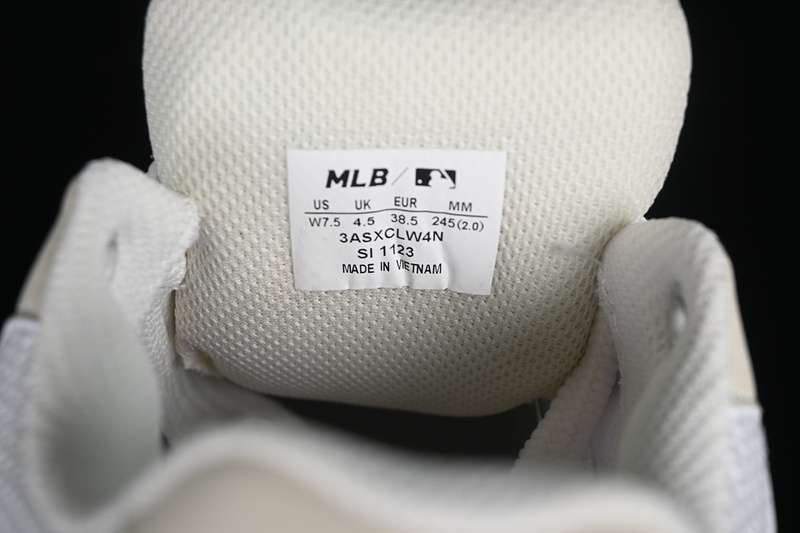 MLB/
US UK EUR MM
W7.5 4.5 38.5 245(2.0)
3ASXCLW4N
SI 1123
MADE IN VIETNAM